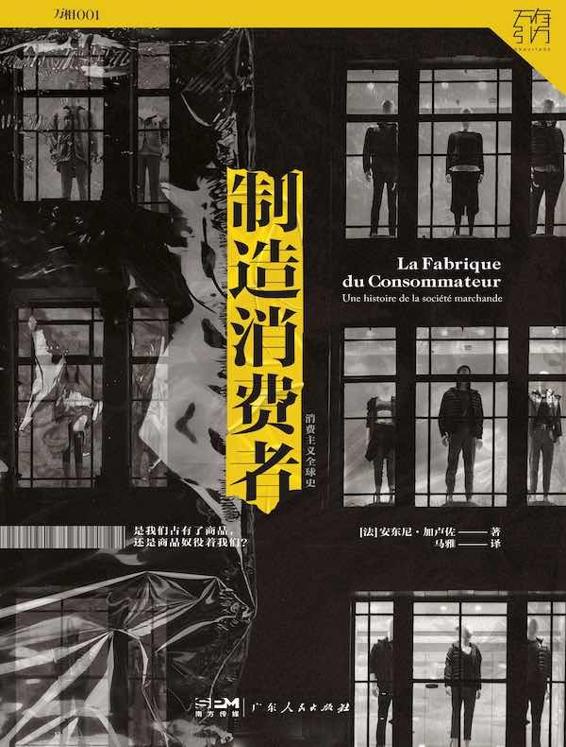 万相001
万有引力
GRAVITAÇÃO
制造消费者
消费主义全球史
La Fabrique
du Consommateur
Une histoire de la société marchande
是我们占有了商品，
还是商品奴役着我们？
[法]安东尼·加卢佐——著
马雅——译
SPM
南方传媒
广东人民出版社